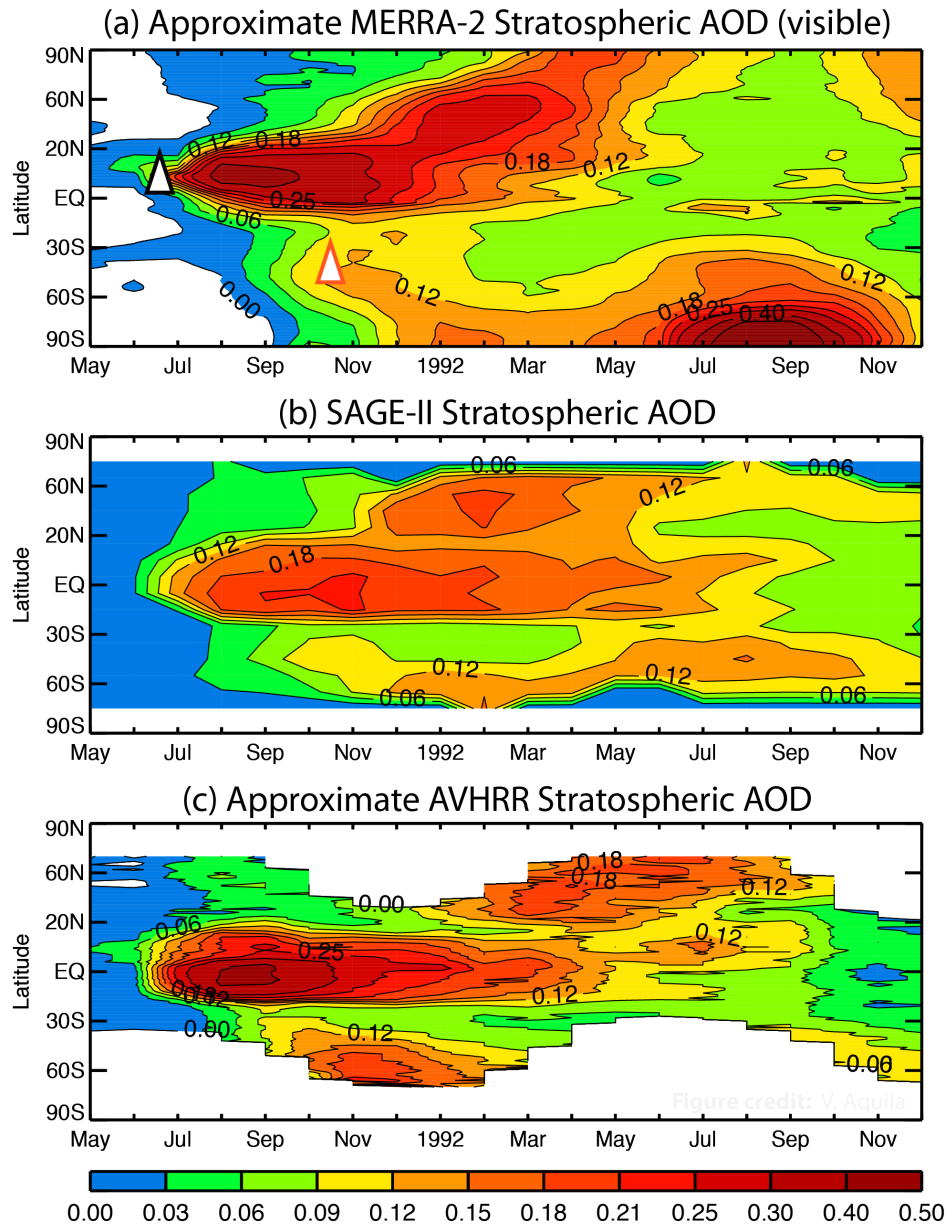 (a) Approximate MERRA-2 Stratospheric AOD (visible)
90N
60N
20N
EQ
30S
60S
90S
Latitude
0.12
0.18
0.25
0.06
0.00
0.12
0.18
0.12
0.18
0.25
0.40
0.12
May Jul Sep Nov 1992 Mar May Jul Sep Nov
(b) SAGE-II Stratospheric AOD
90N
60N
20N
EQ
30S
60S
90S
Latitude
0.06
0.06
0.12
0.12
0.18
0.12
0.12
0.06
0.06
May Jul Sep Nov 1992 Mar May Jul Sep Nov
(c) Approximate AVHRR Stratospheric AOD
90N
60N
20N
EQ
30S
60S
90S
Latitude
0.18
0.18
0.12
0.00
0.06
0.12
0.25
0.12
0.18
0.12
0.00
0.12
0.06
Figure credit: V. Aquila
May Jul Sep Nov 1992 Mar May Jul Sep Nov
0.00 0.03 0.06 0.09 0.12 0.15 0.18 0.21 0.25 0.30 0.40 0.50